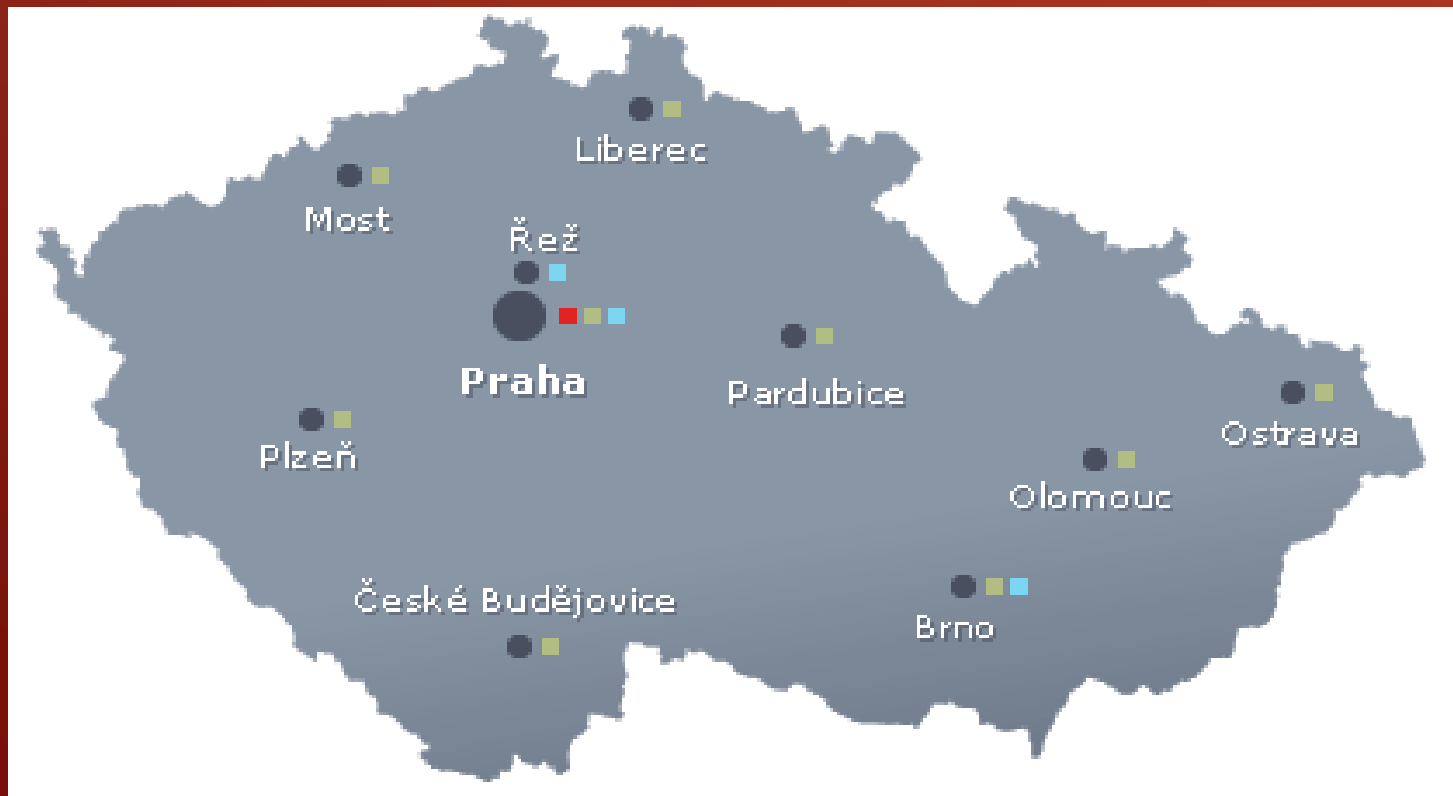 Liberec
Most
Řež
Praha
Pardubice
Ostrava
Plzeň
Olomouc
České Budějovice
Brno